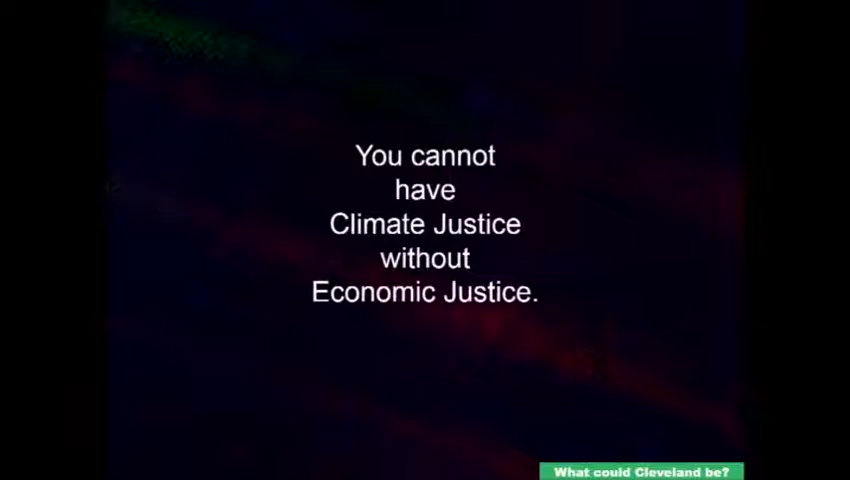 You cannot
have
Climate Justice
without
Economic Justice.
What could Cleveland be?